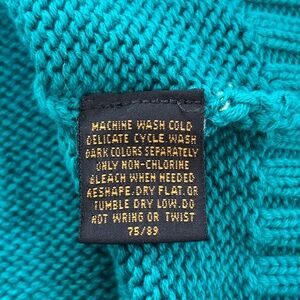 MACHINE WASH COLD
DELICATE CYCLE. WASH
DARK COLORS SEPARATELY
ONLY NON-CHLORINE
BLEACH WHEN NEEDED
RESHAPE. DRY FLAT. OR
TUMBLE DRY LOW. DO
NOT WRING OR TWIST
75/89